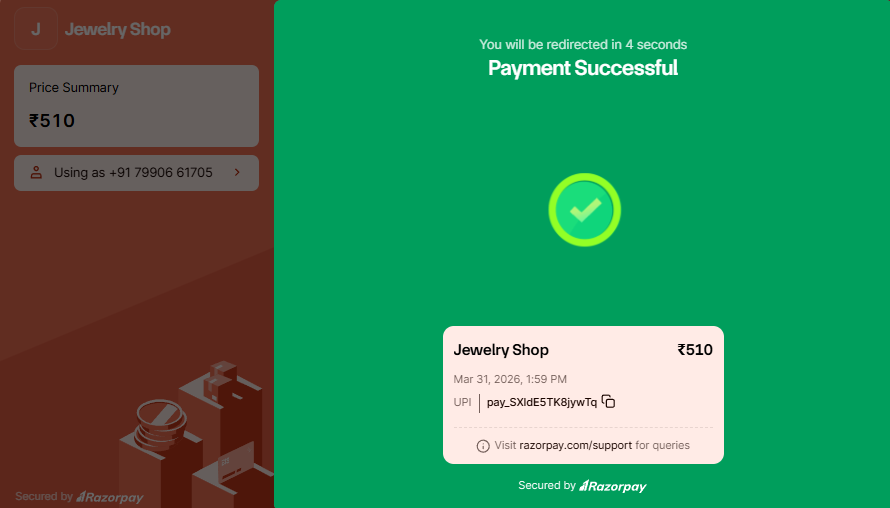 J Jewelry Shop
Price Summary
₹510
Using as +91 79906 61705
Secured by Razorpay
You will be redirected in 4 seconds
Payment Successful
Jewelry Shop ₹510
Mar 31, 2026, 1:59 PM
UPI pay_SXIdE5TK8jywTq
Visit razorpay.com/support for queries
Secured by Razorpay